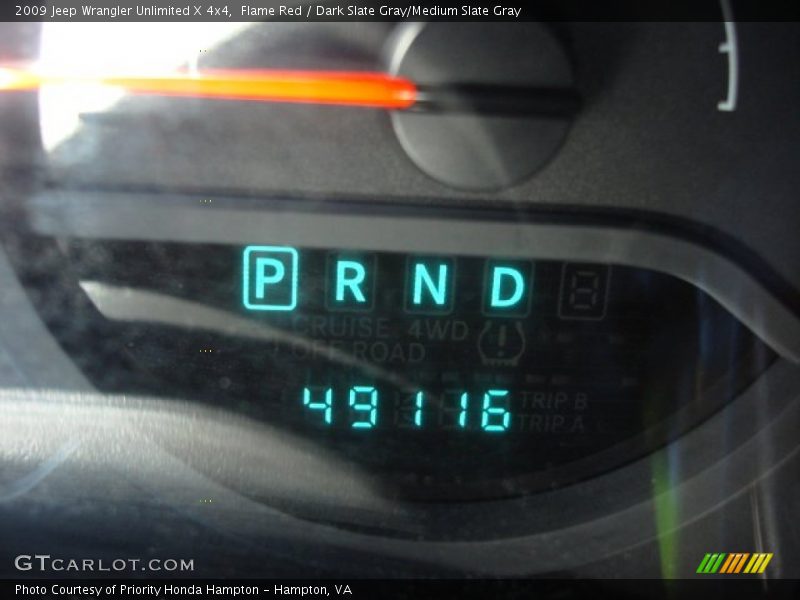 2009 Jeep Wrangler Unlimited X 4x4,  Flame Red / Dark Slate Gray/Medium Slate Gray
P R N D
CRUISE 4WD
OFF ROAD
49116
TRIP B
TRIP A
GTCARLOT.COM
Photo Courtesy of Priority Honda Hampton - Hampton, VA